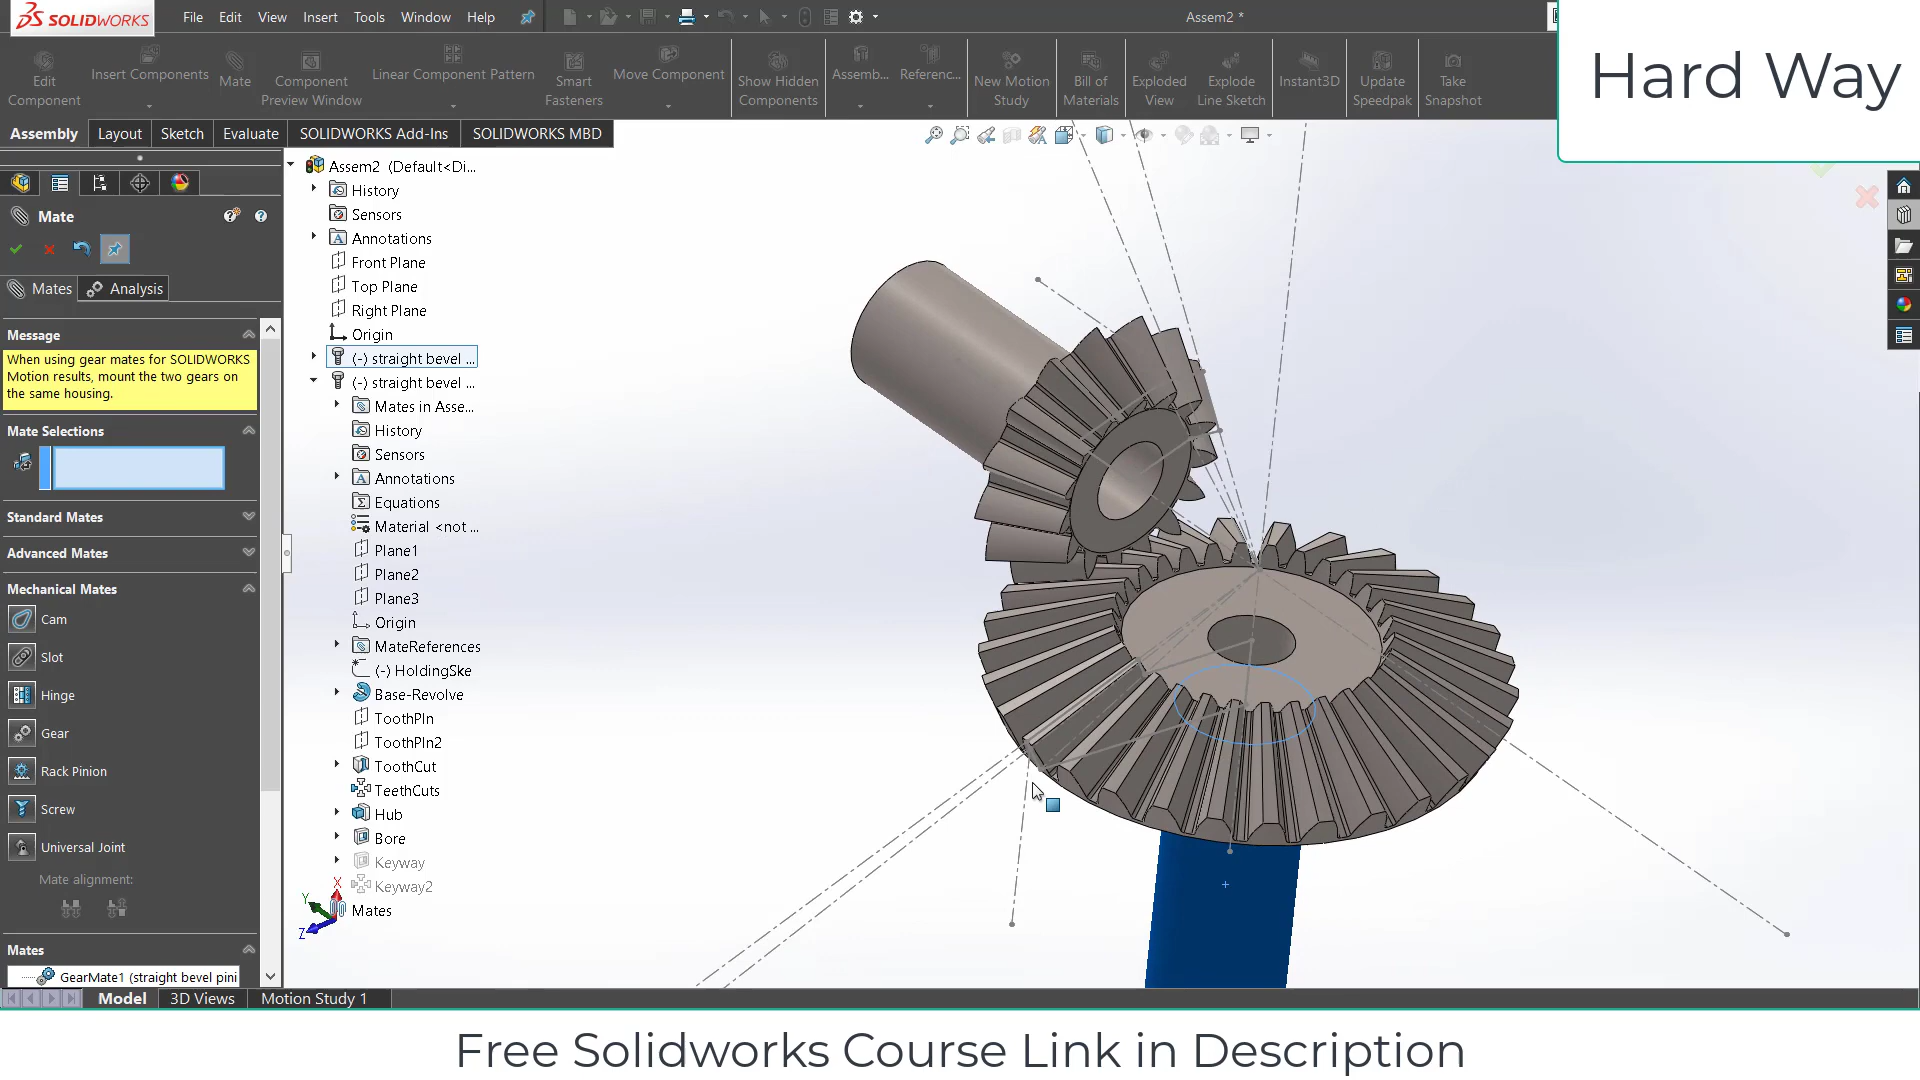 SOLIDWORKS File Edit View Insert Tools Window Help Assem2 *
Hard Way
Edit Component Insert Components Mate Component Preview Window Linear Component Pattern Smart Fasteners Move Component Show Hidden Components Assemb... Referenc... New Motion Study Bill of Materials Exploded View Explode Line Sketch Instant3D Update Speedpak Take Snapshot
Assembly Layout Sketch Evaluate SOLIDWORKS Add-Ins SOLIDWORKS MBD
Mate
Mates Analysis
Message
When using gear mates for SOLIDWORKS
Motion results, mount the two gears on
the same housing.
Mate Selections
Standard Mates
Advanced Mates
Mechanical Mates
Cam
Slot
Hinge
Gear
Rack Pinion
Screw
Universal Joint
Mate alignment:
Mates
GearMate1 (straight bevel pini
Assem2 (Default<Di...
History
Sensors
Annotations
Front Plane
Top Plane
Right Plane
Origin
(-) straight bevel ...
(-) straight bevel ...
Mates in Asse...
History
Sensors
Annotations
Equations
Material <not ...
Plane1
Plane2
Plane3
Origin
MateReferences
(-) HoldingSke
Base-Revolve
ToothPln
ToothPln2
ToothCut
TeethCuts
Hub
Bore
Keyway
Keyway2
Mates
X
Y
Z
Model 3D Views Motion Study 1
Free Solidworks Course Link in Description